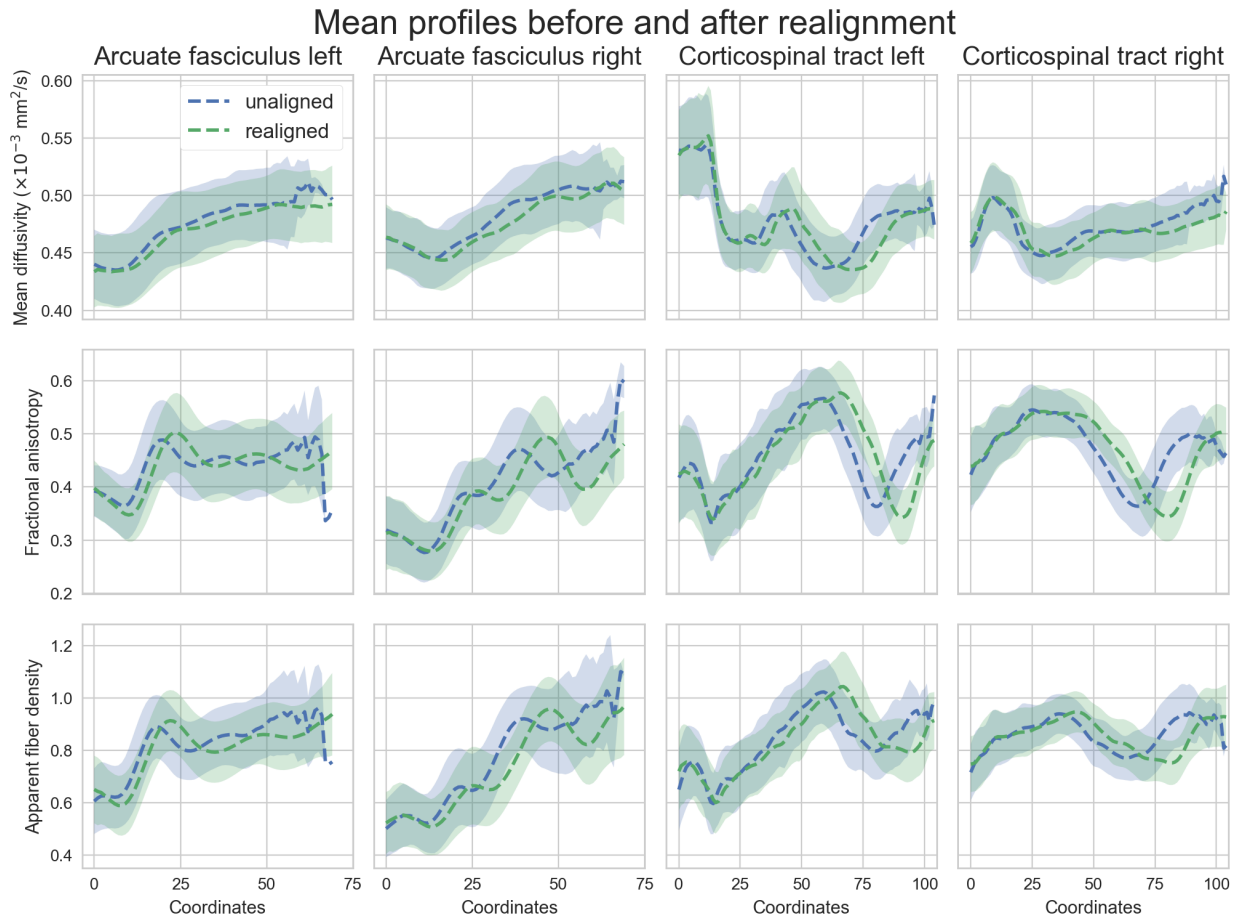 Mean profiles before and after realignment
Arcuate fasciculus left
Arcuate fasciculus right
Corticospinal tract left
Corticospinal tract right
Mean diffusivity (×10⁻³ mm²/s)
0.60
0.55
0.50
0.45
0.40
unaligned
realigned
Fractional anisotropy
0.6
0.5
0.4
0.3
0.2
Apparent fiber density
1.2
1.0
0.8
0.6
0.4
0 25 50 75
0 25 50 75
0 25 50 75 100
0 25 50 75 100
Coordinates
Coordinates
Coordinates
Coordinates